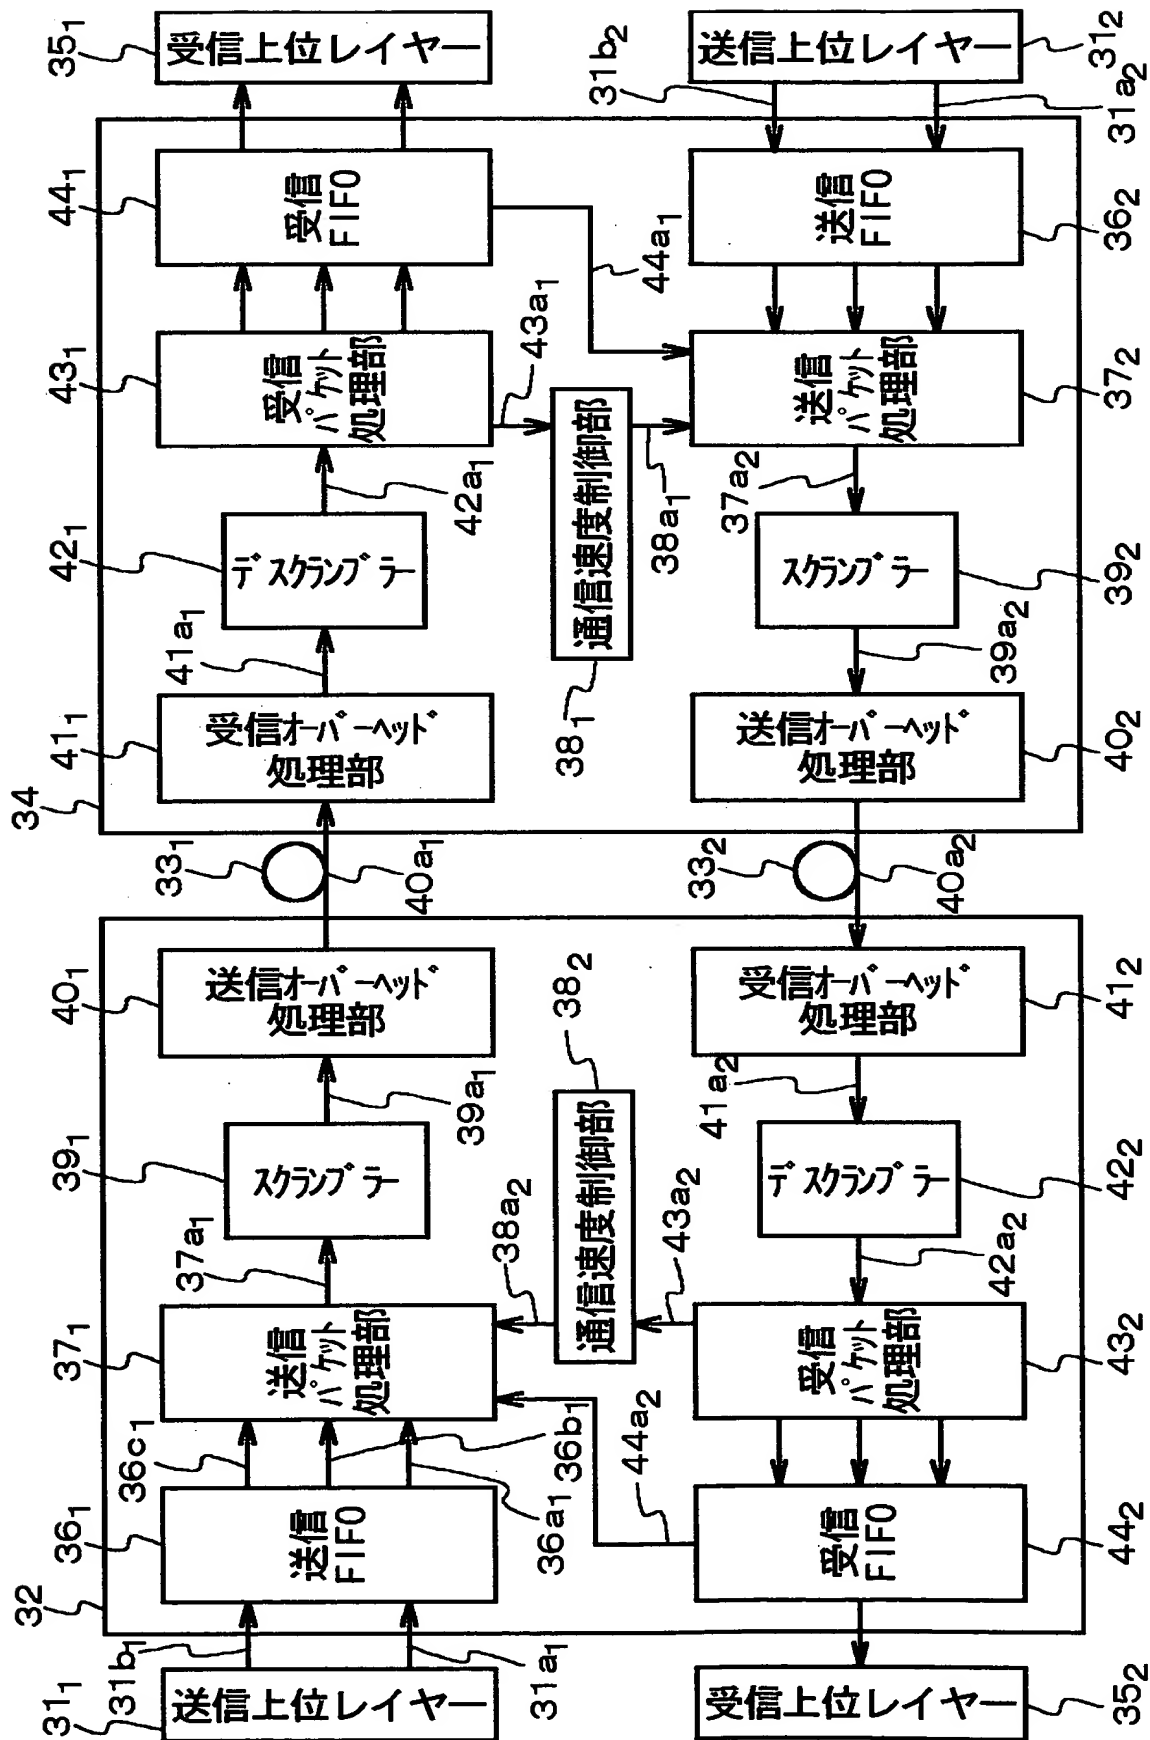 35₁
受信上位レイヤー
送信上位レイヤー
31₂
31b₂
31a₂
34
44₁
受信
FIFO
44a₁
送信
FIFO
36₂
43₁
受信
パケット
処理部
43a₁
送信
パケット
処理部
37₂
42a₁
通信速度制御部
38₁
38a₁
37a₂
42₁
デスクランブラー
スクランブラー
39₂
41a₁
39a₂
41₁
受信オーバーヘッド
処理部
送信オーバーヘッド
処理部
40₂
33₁
40a₁
33₂
40a₂
32
40₁
送信オーバーヘッド
処理部
受信オーバーヘッド
処理部
41₂
39a₁
38₂
41a₂
39₁
スクランブラー
通信速度制御部
デスクランブラー
42₂
37a₁
38a₂
43a₂
42a₂
37₁
送信
パケット
処理部
受信
パケット
処理部
43₂
36c₁
36b₁
36a₁
44a₂
36₁
送信
FIFO
受信
FIFO
44₂
31b₁
31a₁
31₁
送信上位レイヤー
受信上位レイヤー
35₂